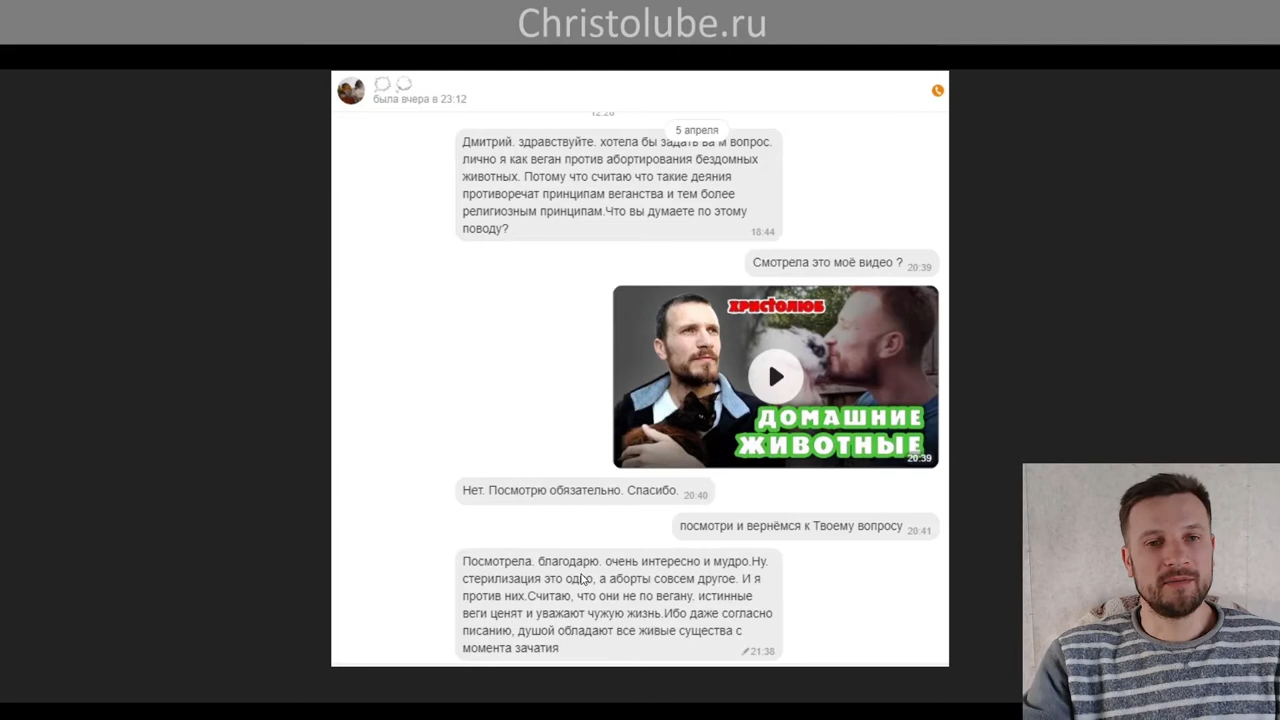 Christolube.ru
была вчера в 23:12
12:28
5 апреля
Дмитрий. здравствуйте. хотела бы задать ва м вопрос.
лично я как веган против абортирования бездомных
животных. Потому что считаю что такие деяния
противоречат принципам веганства и тем более
религиозным принципам.Что вы думаете по этому
поводу?
18:44
Смотрела это моё видео ?
20:39
ХРИСТОЛЮБ
ДОМАШНИЕ
ЖИВОТНЫЕ
20:39
Нет. Посмотрю обязательно. Спасибо.
20:40
посмотри и вернёмся к Твоему вопросу
20:41
Посмотрела. благодарю. очень интересно и мудро.Ну.
стерилизация это одно, а аборты совсем другое. И я
против них.Считаю, что они не по вегану. истинные
веги ценят и уважают чужую жизнь.Ибо даже согласно
писанию, душой обладают все живые существа с
момента зачатия
21:38